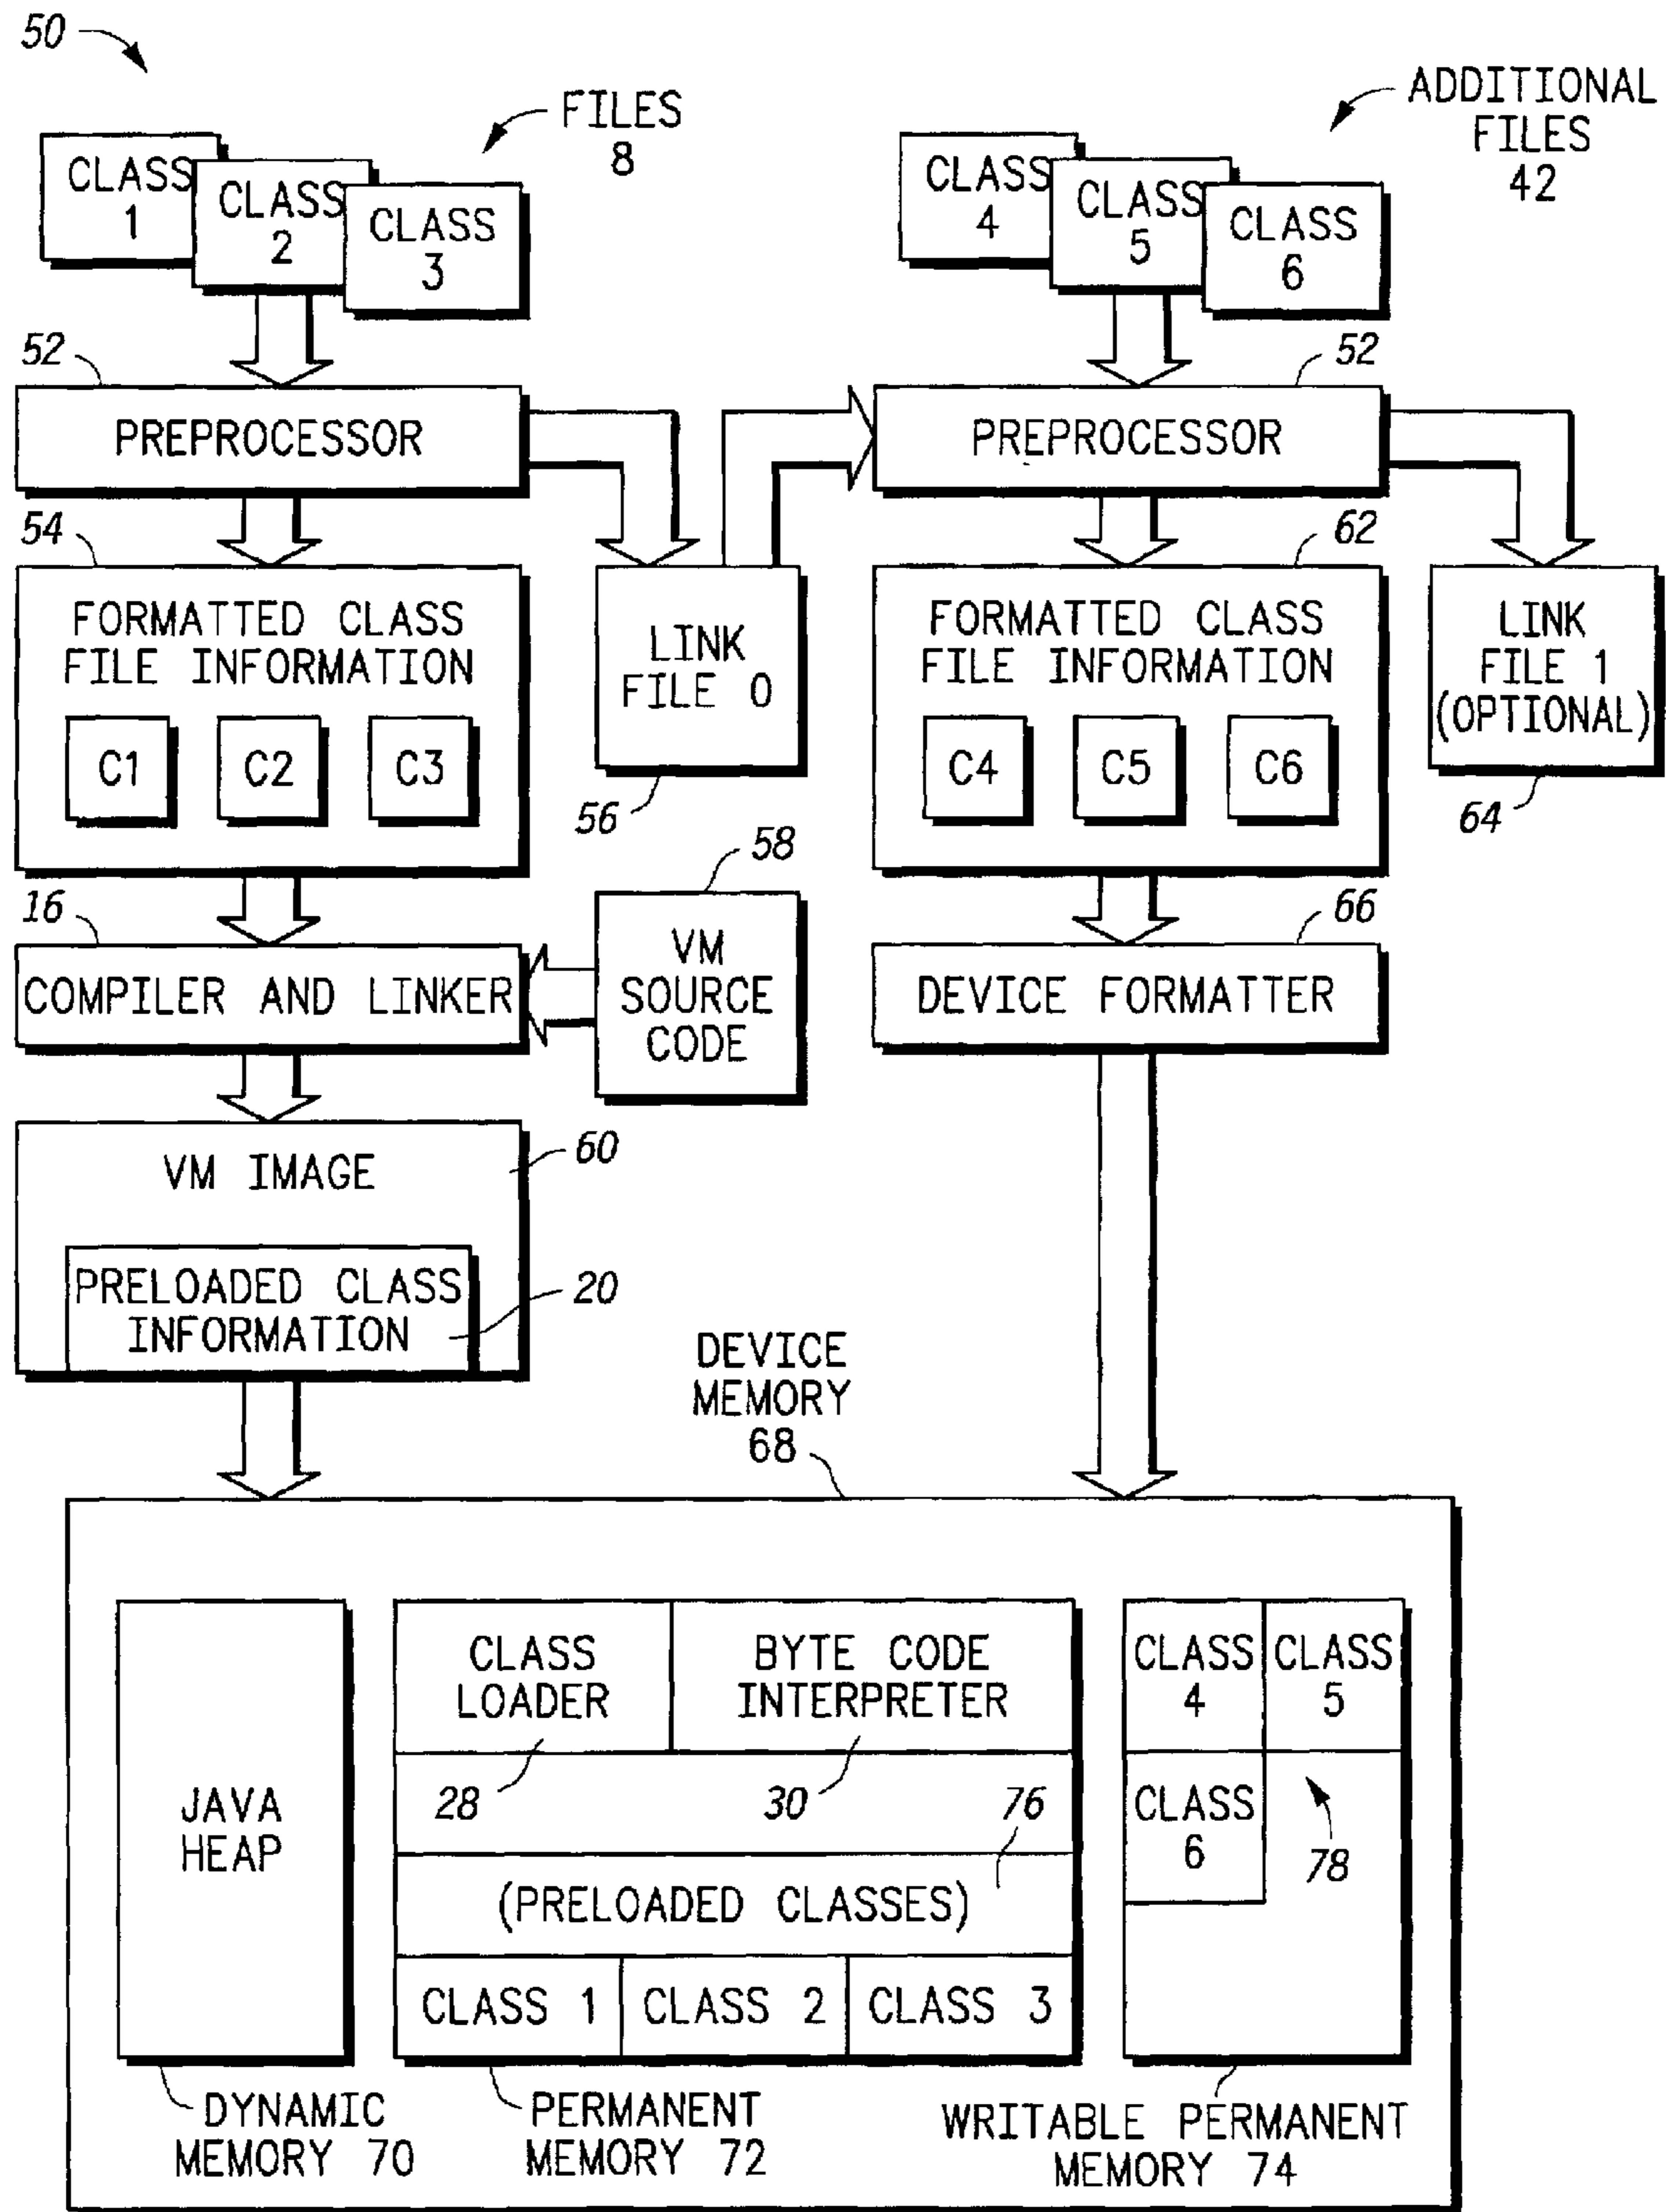 50
FILES
8
ADDITIONAL
FILES
42
CLASS
1
CLASS
2
CLASS
3
CLASS
4
CLASS
5
CLASS
6
52
PREPROCESSOR
52
PREPROCESSOR
54
FORMATTED CLASS
FILE INFORMATION
C1 C2 C3
LINK
FILE 0
56
62
FORMATTED CLASS
FILE INFORMATION
C4 C5 C6
LINK
FILE 1
(OPTIONAL)
64
16
COMPILER AND LINKER
58
VM
SOURCE
CODE
66
DEVICE FORMATTER
VM IMAGE
60
PRELOADED CLASS
INFORMATION
20
DEVICE
MEMORY
68
JAVA
HEAP
CLASS
LOADER
28
BYTE CODE
INTERPRETER
30
76
(PRELOADED CLASSES)
CLASS 1 CLASS 2 CLASS 3
CLASS
4
CLASS
5
CLASS
6
78
DYNAMIC
MEMORY 70
PERMANENT
MEMORY 72
WRITABLE PERMANENT
MEMORY 74